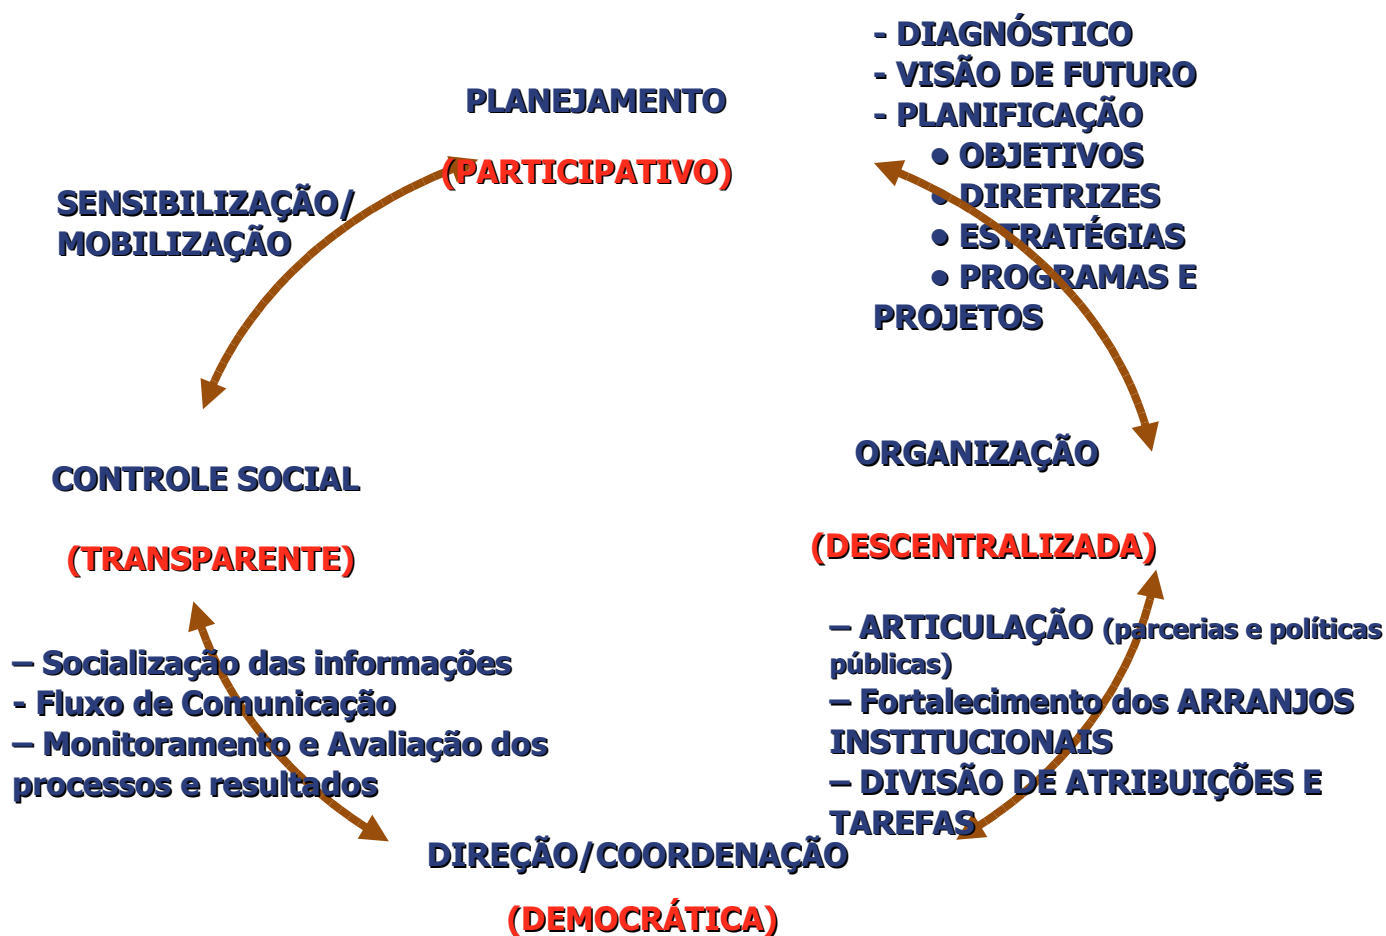 PLANEJAMENTO
(PARTICIPATIVO)
- DIAGNÓSTICO
- VISÃO DE FUTURO
- PLANIFICAÇÃO
● OBJETIVOS
● DIRETRIZES
● ESTRATÉGIAS
● PROGRAMAS E
PROJETOS
SENSIBILIZAÇÃO/
MOBILIZAÇÃO
ORGANIZAÇÃO
(DESCENTRALIZADA)
– ARTICULAÇÃO (parcerias e políticas
públicas)
– Fortalecimento dos ARRANJOS
INSTITUCIONAIS
– DIVISÃO DE ATRIBUIÇÕES E
TAREFAS
CONTROLE SOCIAL
(TRANSPARENTE)
– Socialização das informações
- Fluxo de Comunicação
– Monitoramento e Avaliação dos
processos e resultados
DIREÇÃO/COORDENAÇÃO
(DEMOCRÁTICA)